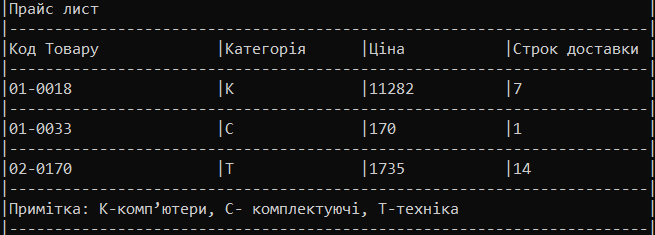 |Прайс лист
|-----------------------------------------------------------------------|
|Код Товару |Категорія |Ціна |Строк доставки |
|-----------------------------------------------------------------------|
|01-0018 |К |11282 |7 |
|-----------------------------------------------------------------------|
|01-0033 |С |170 |1 |
|-----------------------------------------------------------------------|
|02-0170 |Т |1735 |14 |
|-----------------------------------------------------------------------|
|Примітка: К-комп’ютери, С- комплектуючі, Т-техніка |
|-----------------------------------------------------------------------|